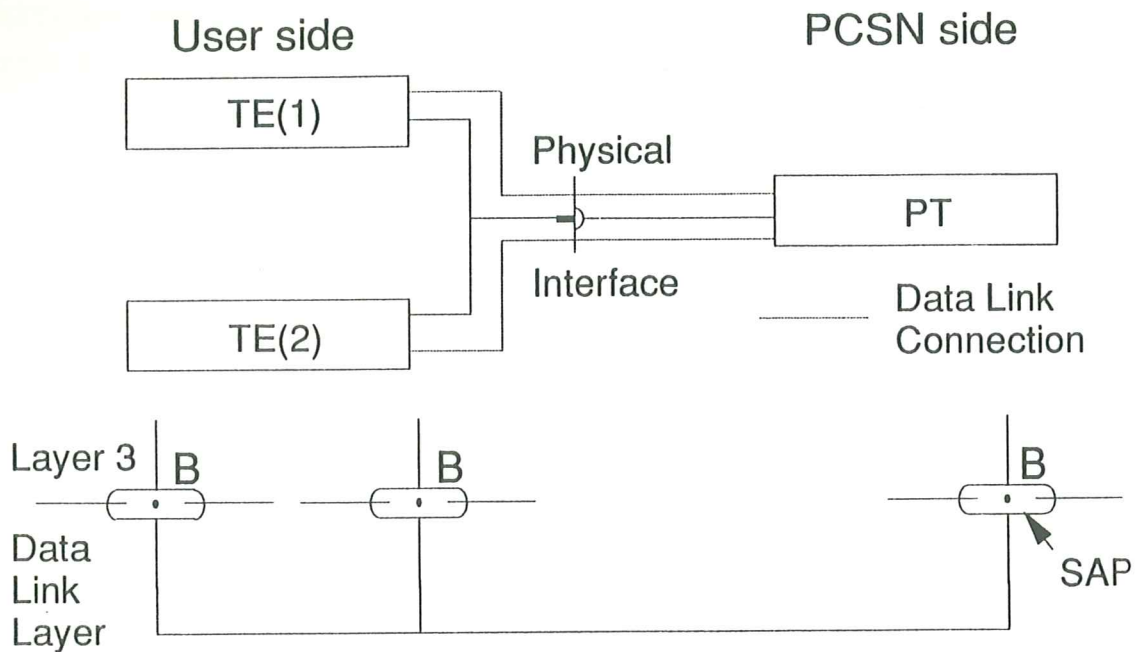 User side
PCSN side
TE(1)
Physical
PT
Interface
TE(2)
Data Link
Connection
Layer 3
B
B
B
Data
Link
Layer
SAP